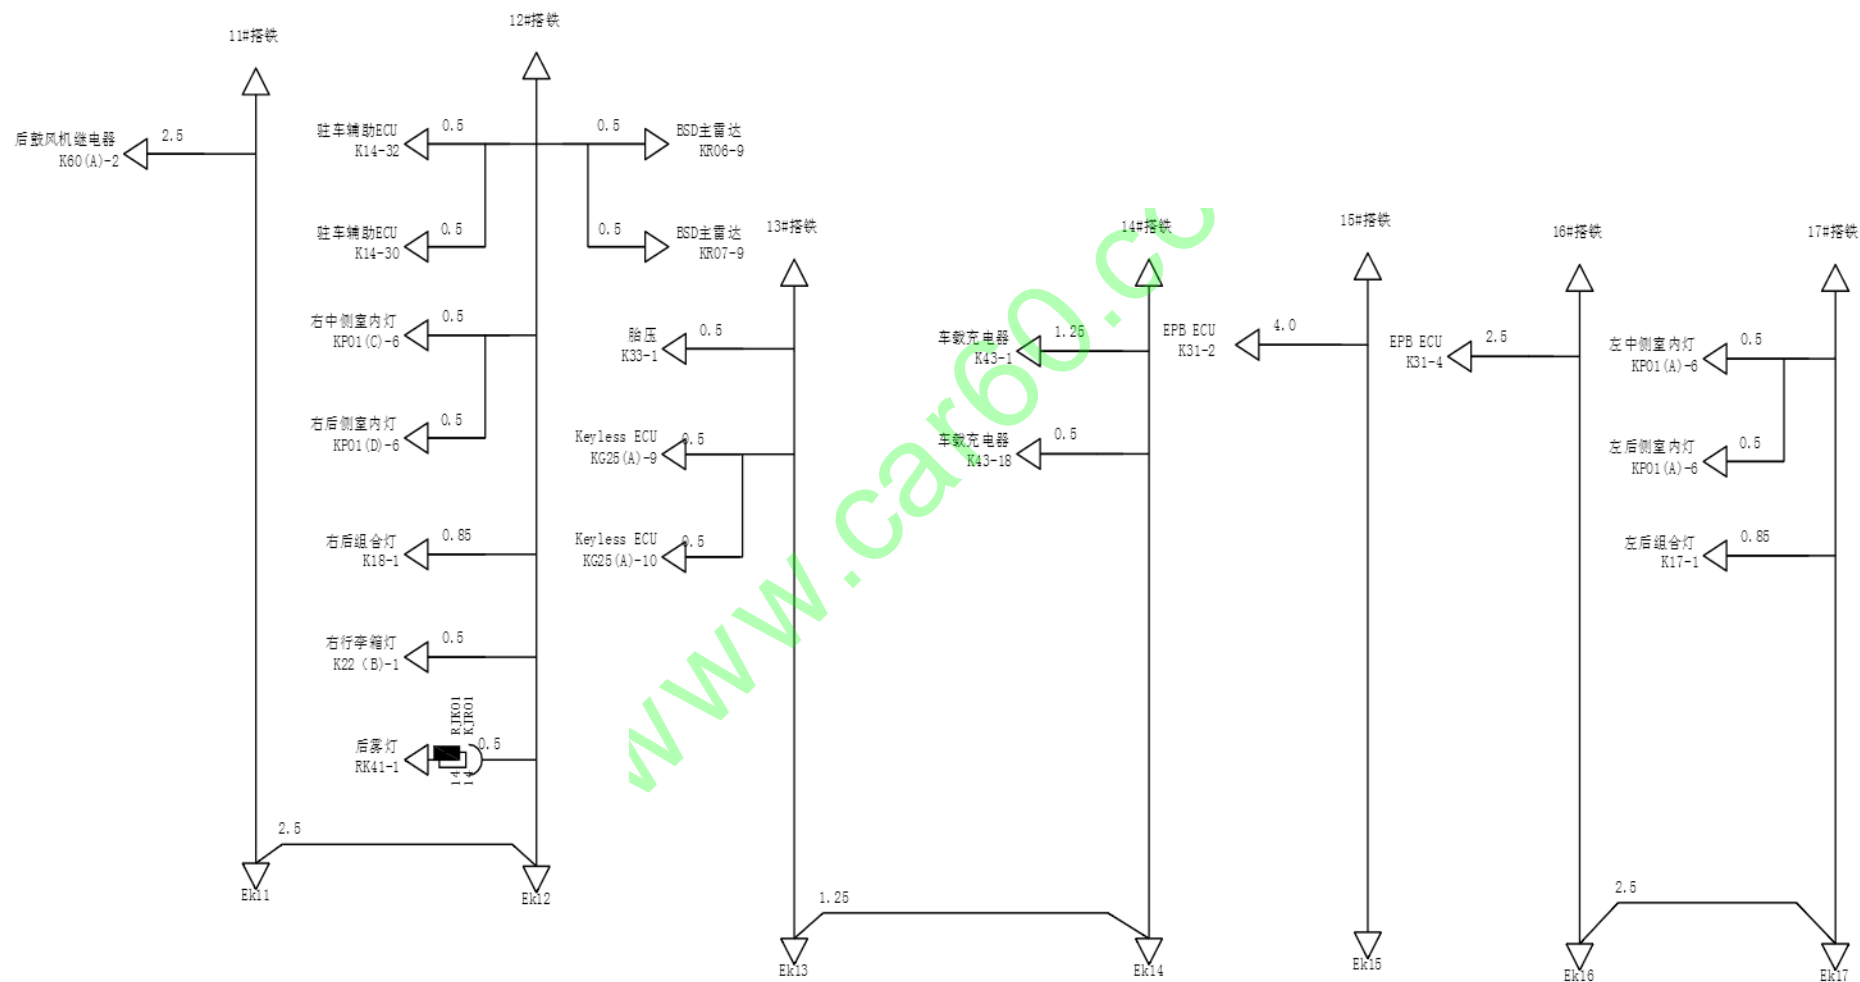 11#搭铁
后鼓风机继电器
K60(A)-2
2.5
12#搭铁
驻车辅助ECU
K14-32
0.5
0.5
BSD主雷达
KR06-9
驻车辅助ECU
K14-30
0.5
0.5
BSD主雷达
KR07-9
右中侧室内灯
KP01(C)-6
0.5
右后侧室内灯
KP01(D)-6
0.5
右后组合灯
K18-1
0.85
右行李箱灯
K22（B)-1
0.5
RJK01
KJR01
后雾灯
RK41-1
14
14
0.5
2.5
Ek11
Ek12
13#搭铁
胎压
K33-1
0.5
Keyless ECU
KG25(A)-9
0.5
Keyless ECU
KG25(A)-10
0.5
14#搭铁
车载充电器
K43-1
1.25
车载充电器
K43-18
0.5
1.25
Ek13
Ek14
15#搭铁
EPB ECU
K31-2
4.0
Ek15
16#搭铁
EPB ECU
K31-4
2.5
17#搭铁
左中侧室内灯
KP01(A)-6
0.5
左后侧室内灯
KP01(A)-6
0.5
左后组合灯
K17-1
0.85
2.5
Ek16
Ek17
www.car60.co